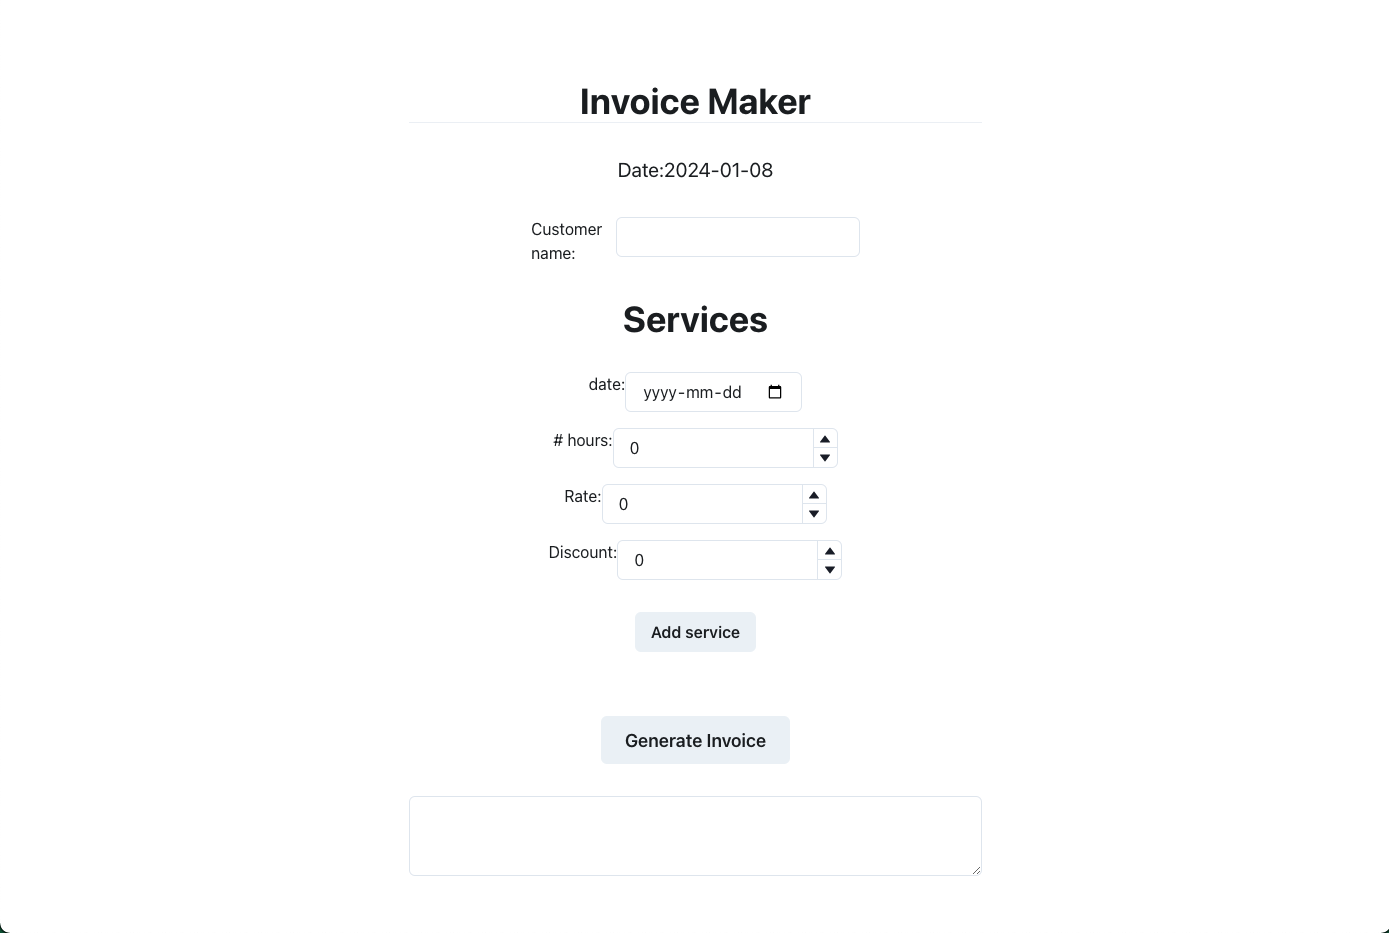 Invoice Maker
Date:2024-01-08
Customer
name:
Services
date: yyyy-mm-dd
# hours: 0
Rate: 0
Discount: 0
Add service
Generate Invoice